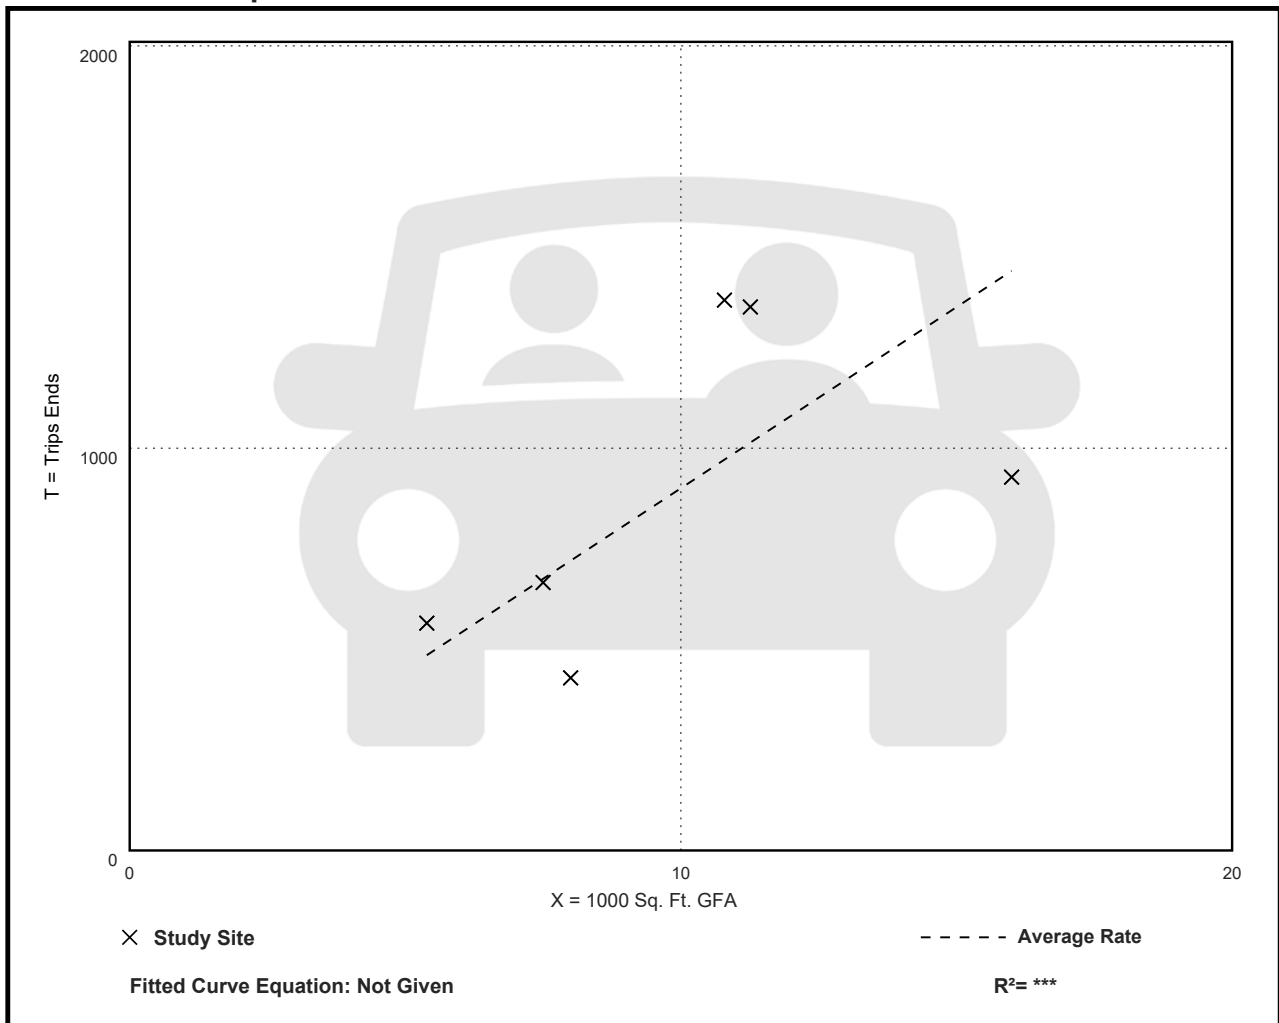 2000
1000
0
T = Trips Ends
0 10 20
X = 1000 Sq. Ft. GFA
Study Site
Average Rate
Fitted Curve Equation: Not Given
R²= ***